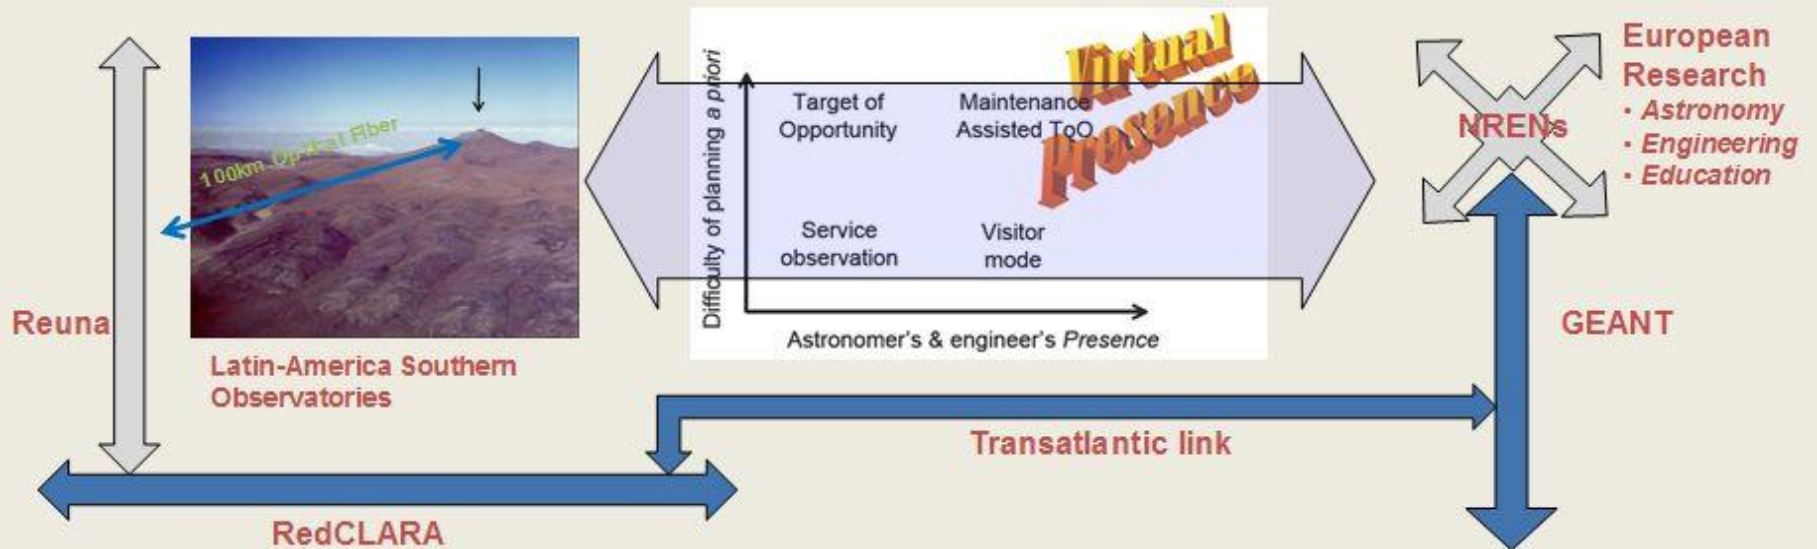 Reuna
100km Optical Fiber
Latin-America Southern
Observatories
RedCLARA
Difficulty of planning a priori
Target of
Opportunity
Maintenance
Assisted ToO
Virtual
Presence
Service
observation
Visitor
mode
Astronomer's & engineer's Presence
Transatlantic link
NRENs
European
Research
• Astronomy
• Engineering
• Education
GEANT